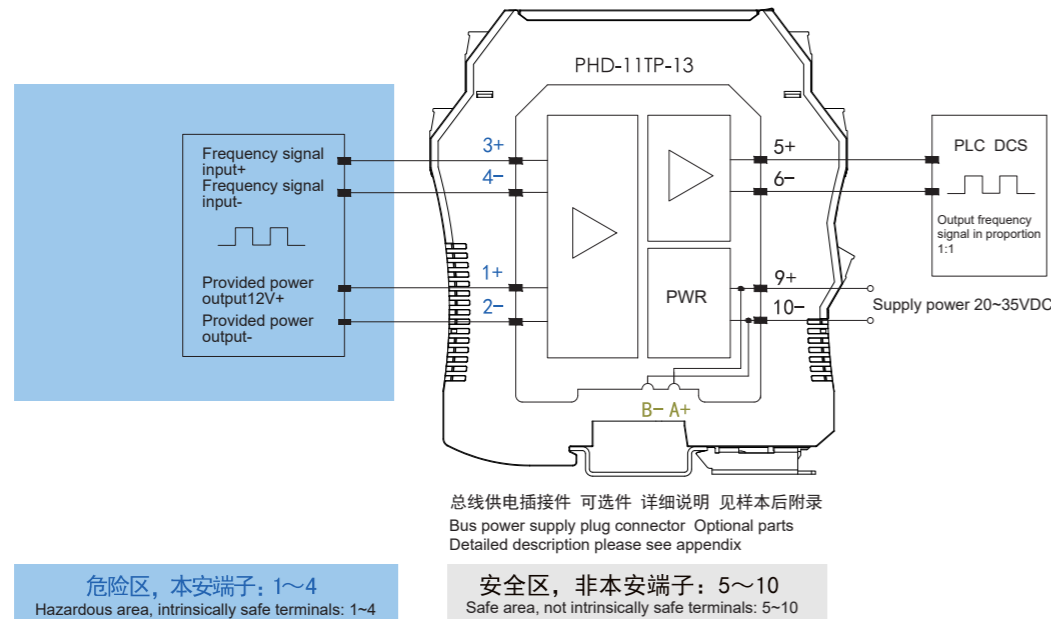 PHD-11TP-13
Frequency signal
input+
Frequency signal
input-
Provided power
output12V+
Provided power
output-
3+
4-
1+
2-
PWR
5+
6-
9+
10-
B- A+
PLC DCS
Output frequency
signal in proportion
1:1
Supply power 20~35VDC
总线供电插接件 可选件 详细说明 见样本后附录
Bus power supply plug connector Optional parts
Detailed description please see appendix
危险区，本安端子：1～4
Hazardous area, intrinsically safe terminals: 1~4
安全区，非本安端子：5～10
Safe area, not intrinsically safe terminals: 5~10